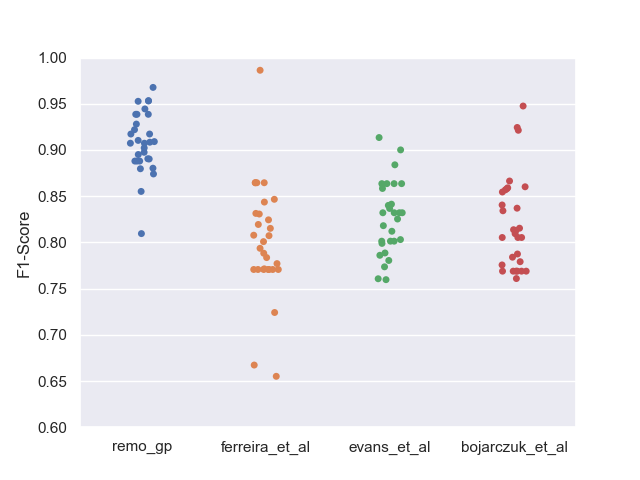 1.00
0.95
0.90
0.85
0.80
0.75
0.70
0.65
0.60
F1-Score
remo_gp
ferreira_et_al
evans_et_al
bojarczuk_et_al